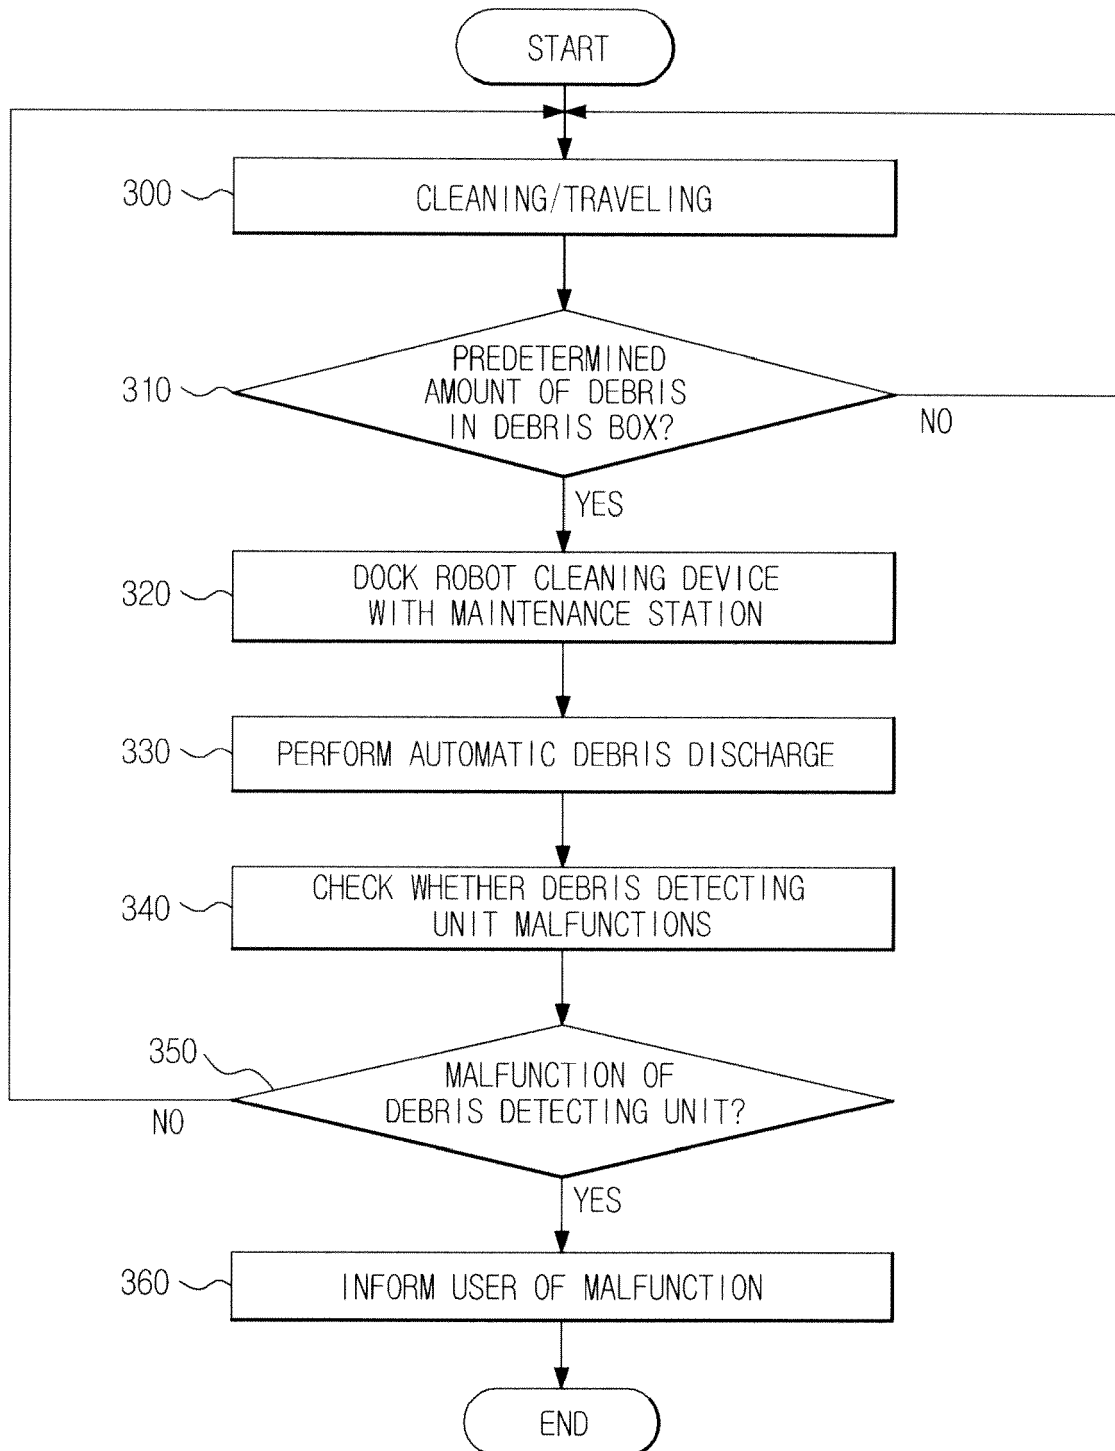 START
300
CLEANING/TRAVELING
310
PREDETERMINED
AMOUNT OF DEBRIS
IN DEBRIS BOX?
NO
YES
320
DOCK ROBOT CLEANING DEVICE
WITH MAINTENANCE STATION
330
PERFORM AUTOMATIC DEBRIS DISCHARGE
340
CHECK WHETHER DEBRIS DETECTING
UNIT MALFUNCTIONS
350
MALFUNCTION OF
DEBRIS DETECTING UNIT?
NO
YES
360
INFORM USER OF MALFUNCTION
END